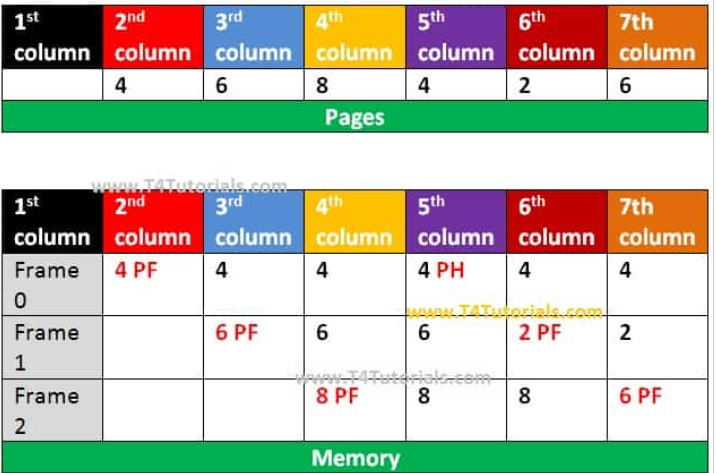 1st 2nd 3rd 4th 5th 6th 7th
column column column column column column column
4 6 8 4 2 6
Pages
www.T4Tutorials.com
1st 2nd 3rd 4th 5th 6th 7th
column column column column column column column
Frame 4 PF 4 4 4 PH 4 4
0
www.T4Tutorials.com
Frame 6 PF 6 6 2 PF 2
1
www.T4Tutorials.com
Frame 8 PF 8 8 6 PF
2
Memory